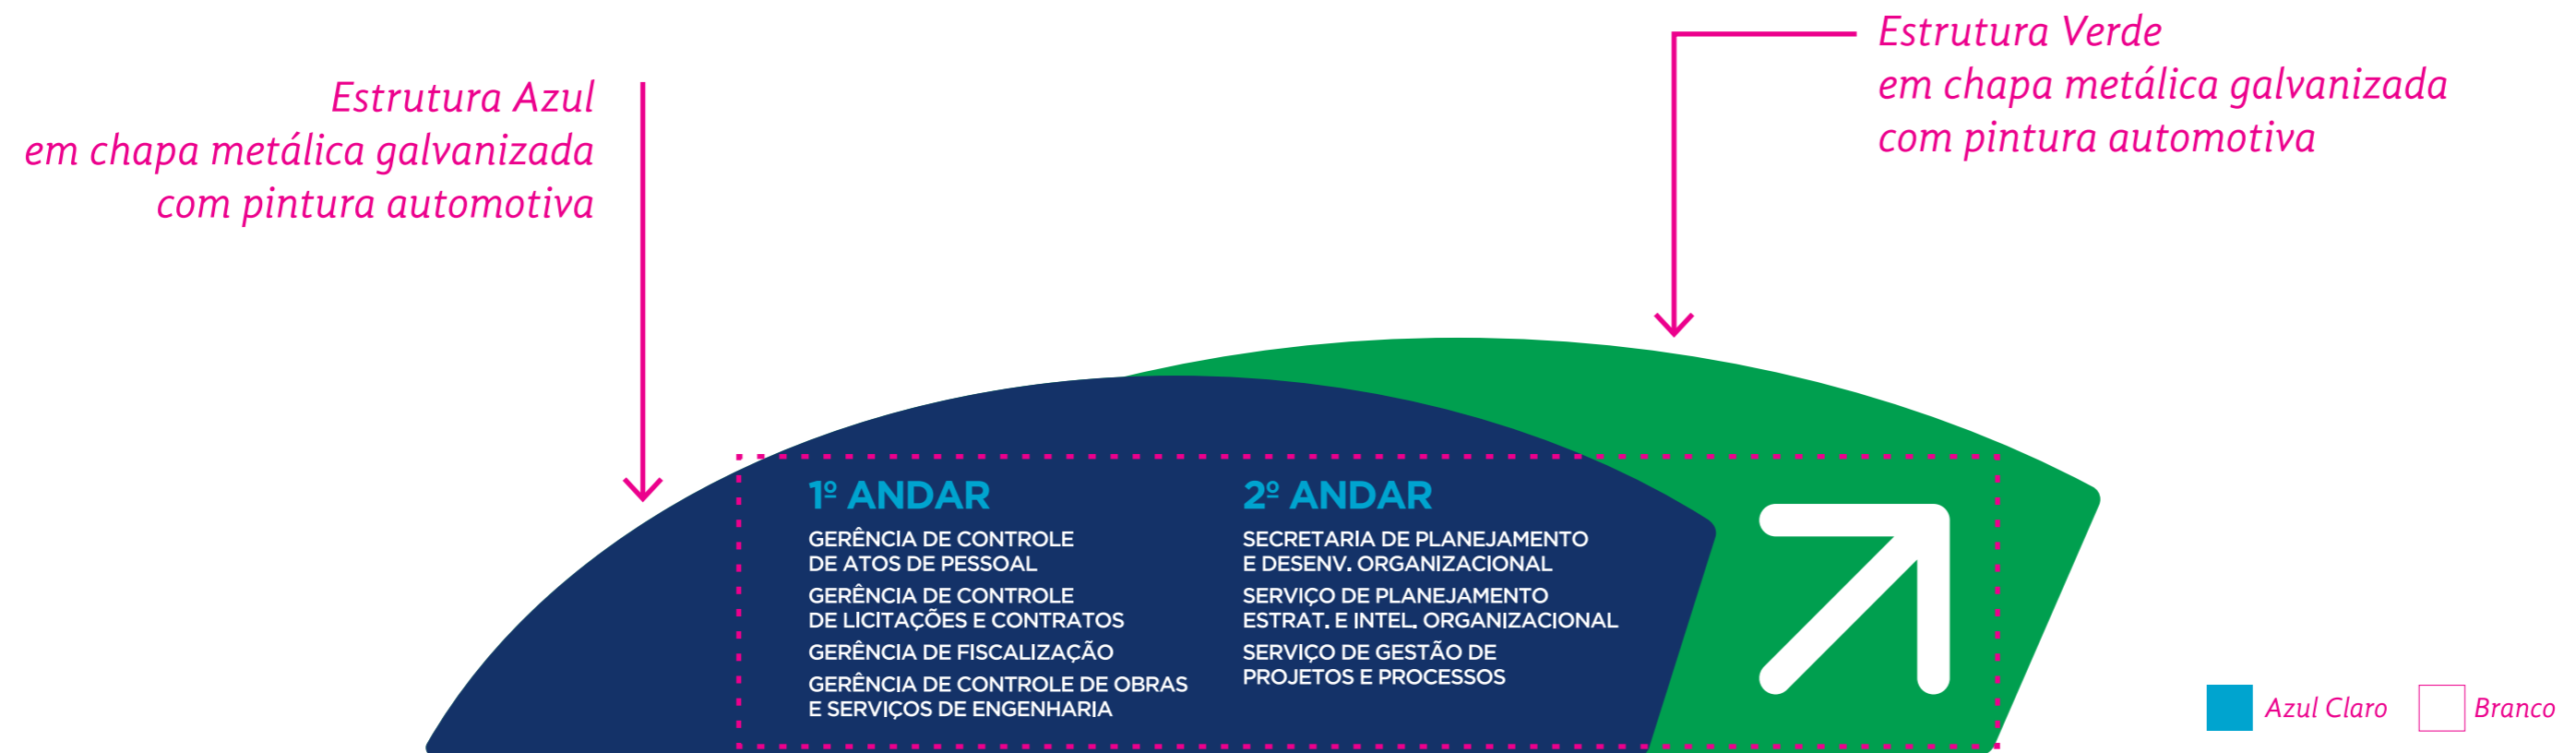 Estrutura Azul
em chapa metálica galvanizada
com pintura automotiva
Estrutura Verde
em chapa metálica galvanizada
com pintura automotiva
1º ANDAR
GERÊNCIA DE CONTROLE
DE ATOS DE PESSOAL
GERÊNCIA DE CONTROLE
DE LICITAÇÕES E CONTRATOS
GERÊNCIA DE FISCALIZAÇÃO
GERÊNCIA DE CONTROLE DE OBRAS
E SERVIÇOS DE ENGENHARIA
2º ANDAR
SECRETARIA DE PLANEJAMENTO
E DESENV. ORGANIZACIONAL
SERVIÇO DE PLANEJAMENTO
ESTRAT. E INTEL. ORGANIZACIONAL
SERVIÇO DE GESTÃO DE
PROJETOS E PROCESSOS
Azul Claro
Branco